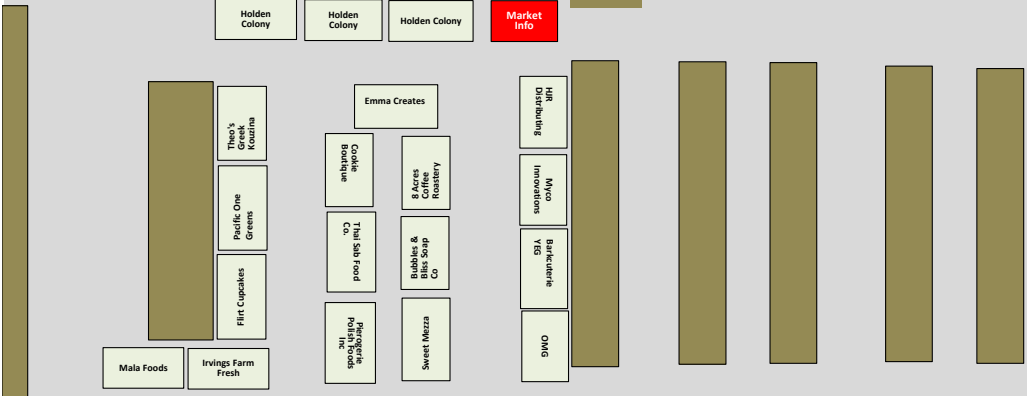 Holden
Colony
Holden
Colony
Holden Colony
Market
Info
Theo's
Greek
Kouzina
Emma Creates
HJR
Distributing
Cookie
Boutique
8 Acres
Coffee
Roastery
Myco
Innovations
Pacific One
Greens
Thai Sab Food
Co.
Bubbles &
Bliss Soap
Co
Barkcuterie
YEG
Flirt Cupcakes
Pierogerie
Polish Foods
Inc
Sweet Mezza
OMG
Mala Foods
Irvings Farm
Fresh